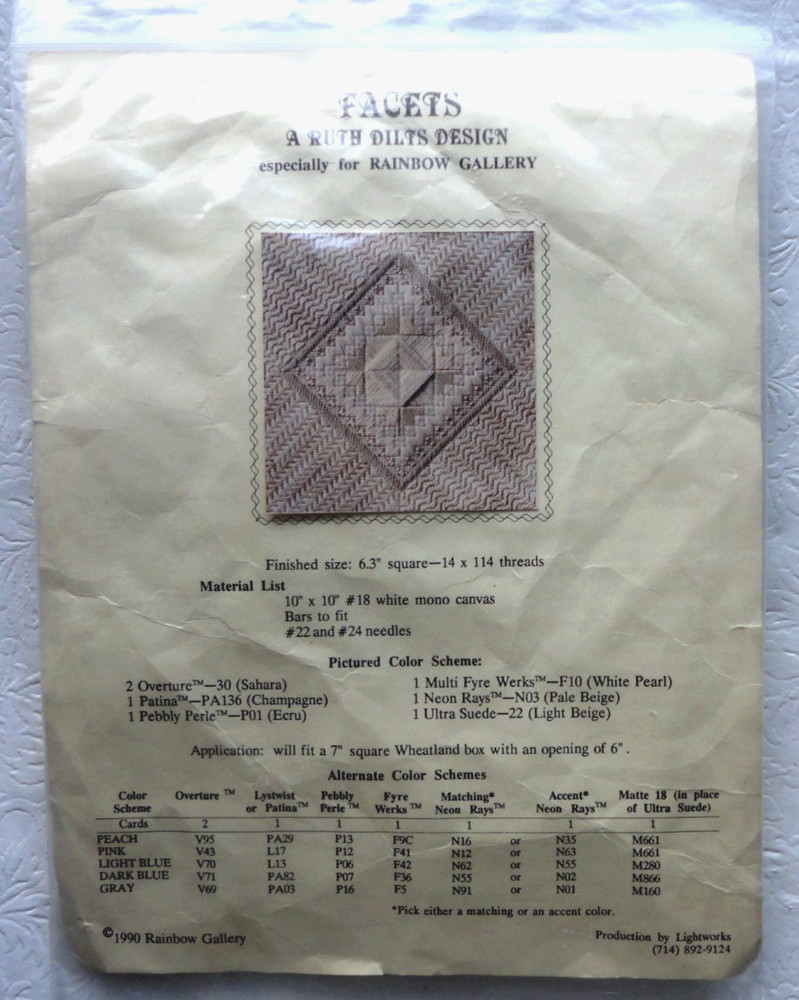 FACETS
A RUTH DILTS DESIGN
especially for RAINBOW GALLERY
Finished size: 6.3" square—14 x 114 threads
Material List
10" x 10" #18 white mono canvas
Bars to fit
#22 and #24 needles
Pictured Color Scheme:
2 Overture™—30 (Sahara) 1 Multi Fyre Werks™—F10 (White Pearl)
1 Patina™—PA136 (Champagne) 1 Neon Rays™—N03 (Pale Beige)
1 Pebbly Perle™—P01 (Ecru) 1 Ultra Suede—22 (Light Beige)
Application: will fit a 7" square Wheatland box with an opening of 6".
Alternate Color Schemes
Color Overture™ Lystwist Pebbly Fyre Matching* Accent* Matte 18 (in place
Scheme or Patina™ Perle™ Werks™ Neon Rays™ Neon Rays™ of Ultra Suede)
Cards 2 1 1 1 1 1 1
PEACH V95 PA29 P13 F9C N16 or N35 M661
PINK V43 L17 P12 F41 N12 or N63 M661
LIGHT BLUE V70 L13 P06 F42 N62 or N55 M280
DARK BLUE V71 PA82 P07 F36 N55 or N02 M866
GRAY V69 PA03 P16 F5 N91 or N01 M160
*Pick either a matching or an accent color.
©1990 Rainbow Gallery Production by Lightworks
(714) 892-9124